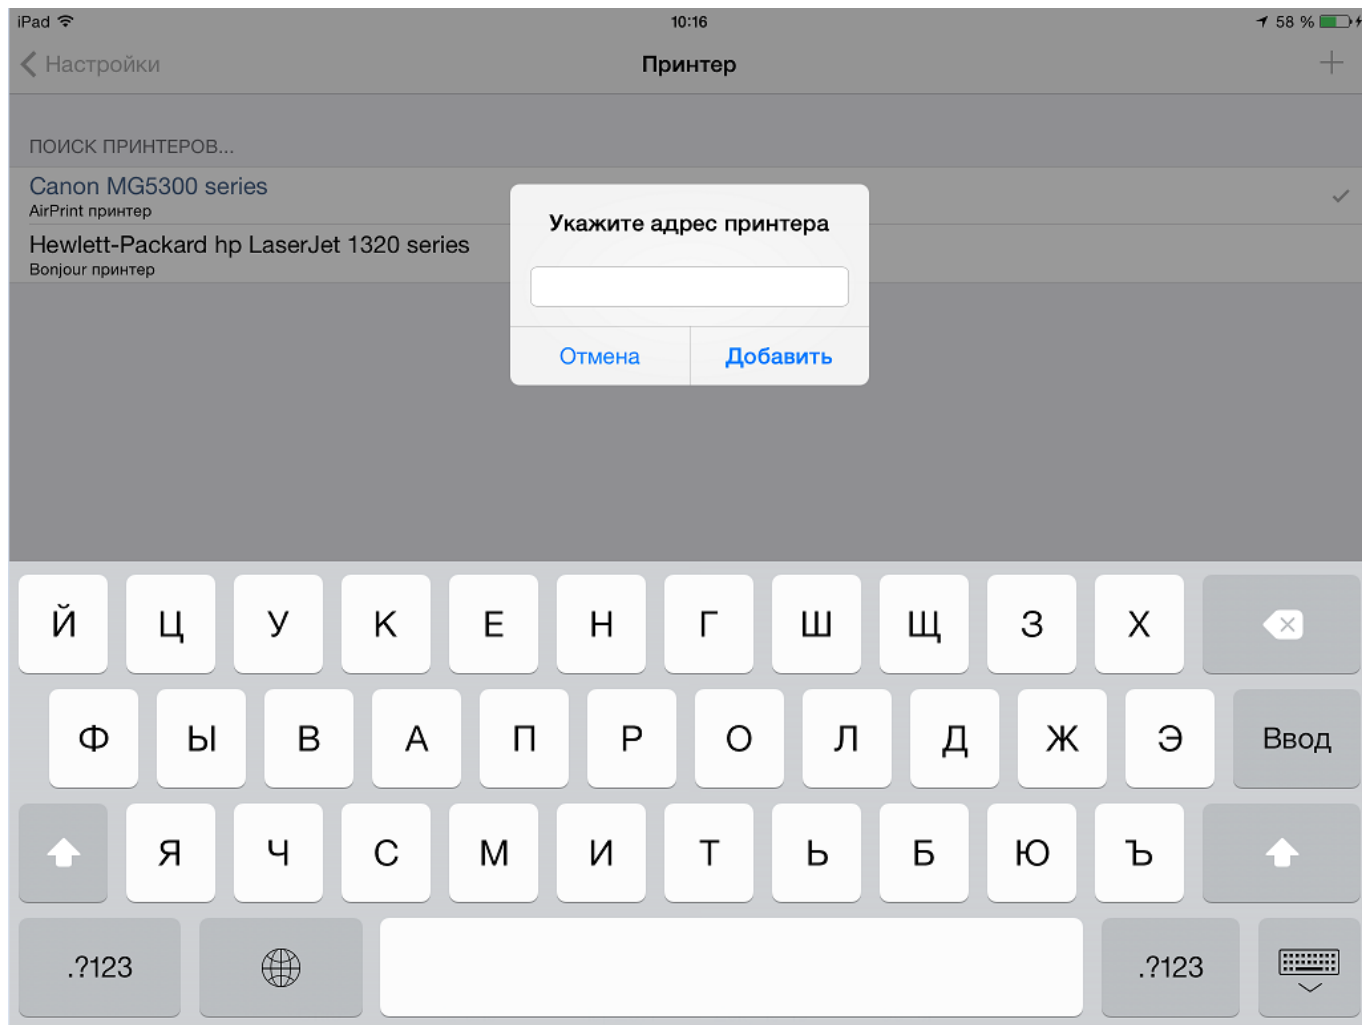 iPad 10:16 58 %
Настройки Принтер
ПОИСК ПРИНТЕРОВ...
Canon MG5300 series
AirPrint принтер
Hewlett-Packard hp LaserJet 1320 series
Bonjour принтер
Укажите адрес принтера
Отмена Добавить
Й Ц У К Е Н Г Ш Щ З Х
Ф Ы В А П Р О Л Д Ж Э Ввод
Я Ч С М И Т Ь Б Ю Ъ
.?123 .?123